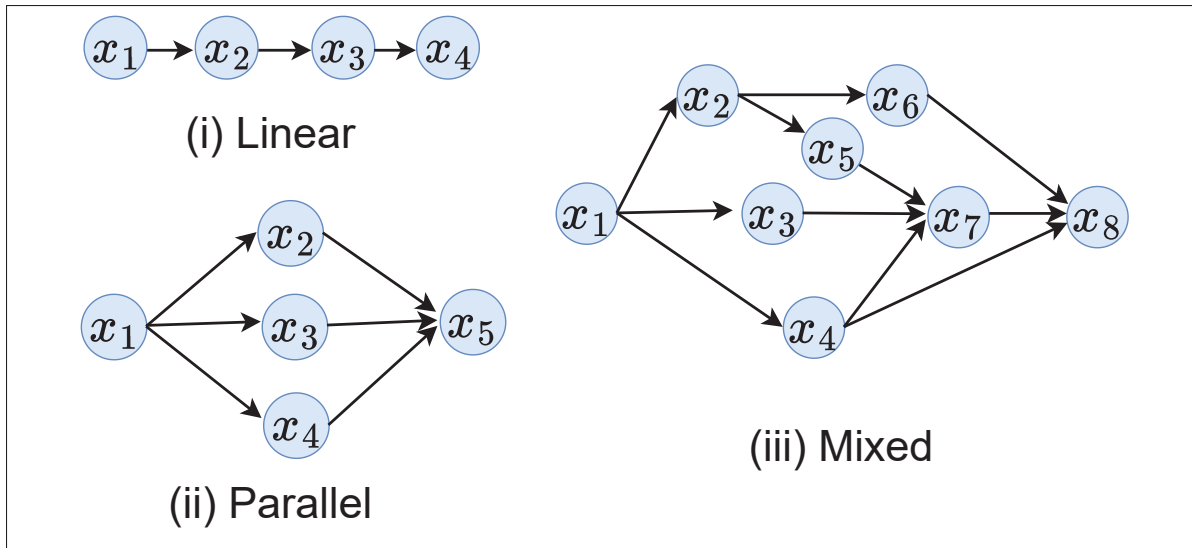 x₁ x₂ x₃ x₄
(i) Linear
x₂
x₁ x₃ x₅
x₄
(ii) Parallel
x₂ x₆
x₅
x₁ x₃ x₇ x₈
x₄
(iii) Mixed